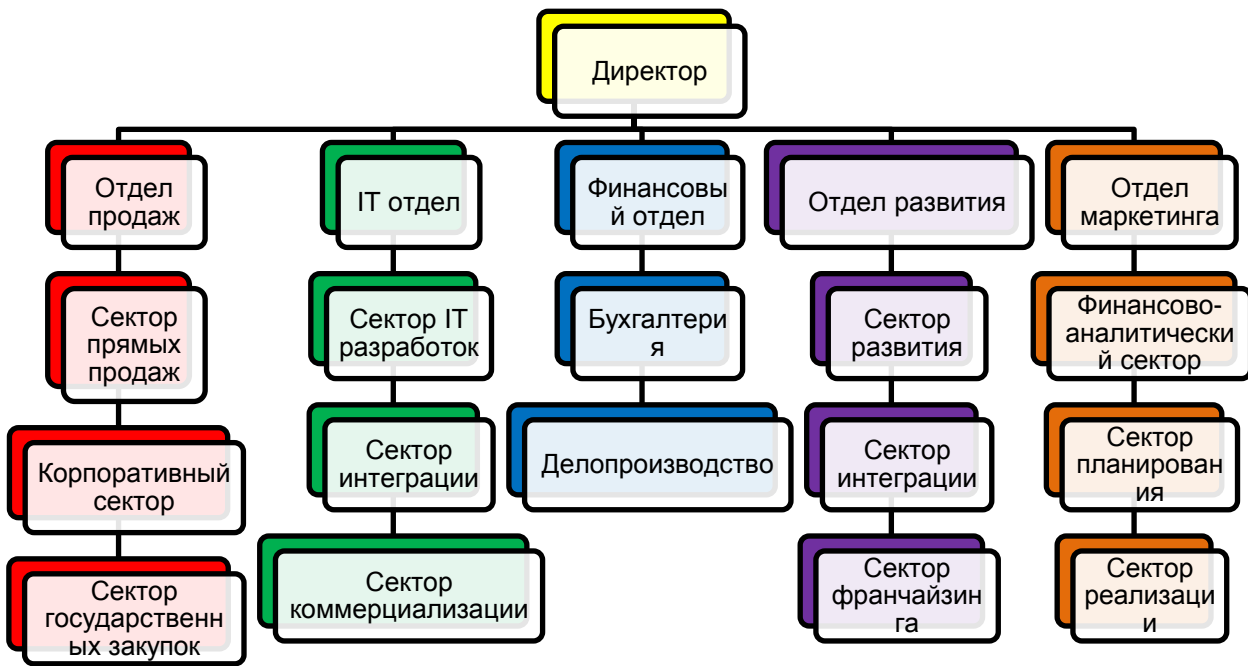 Директор
Отдел
продаж
IT отдел
Финансовы
й отдел
Отдел развития
Отдел
маркетинга
Сектор
прямых
продаж
Сектор IT
разработок
Бухгалтери
я
Сектор
развития
Финансово-
аналитически
й сектор
Корпоративный
сектор
Сектор
интеграции
Делопроизводство
Сектор
интеграции
Сектор
планирован
ия
Сектор
государственн
ых закупок
Сектор
коммерциализации
Сектор
франчайзин
га
Сектор
реализаци
и